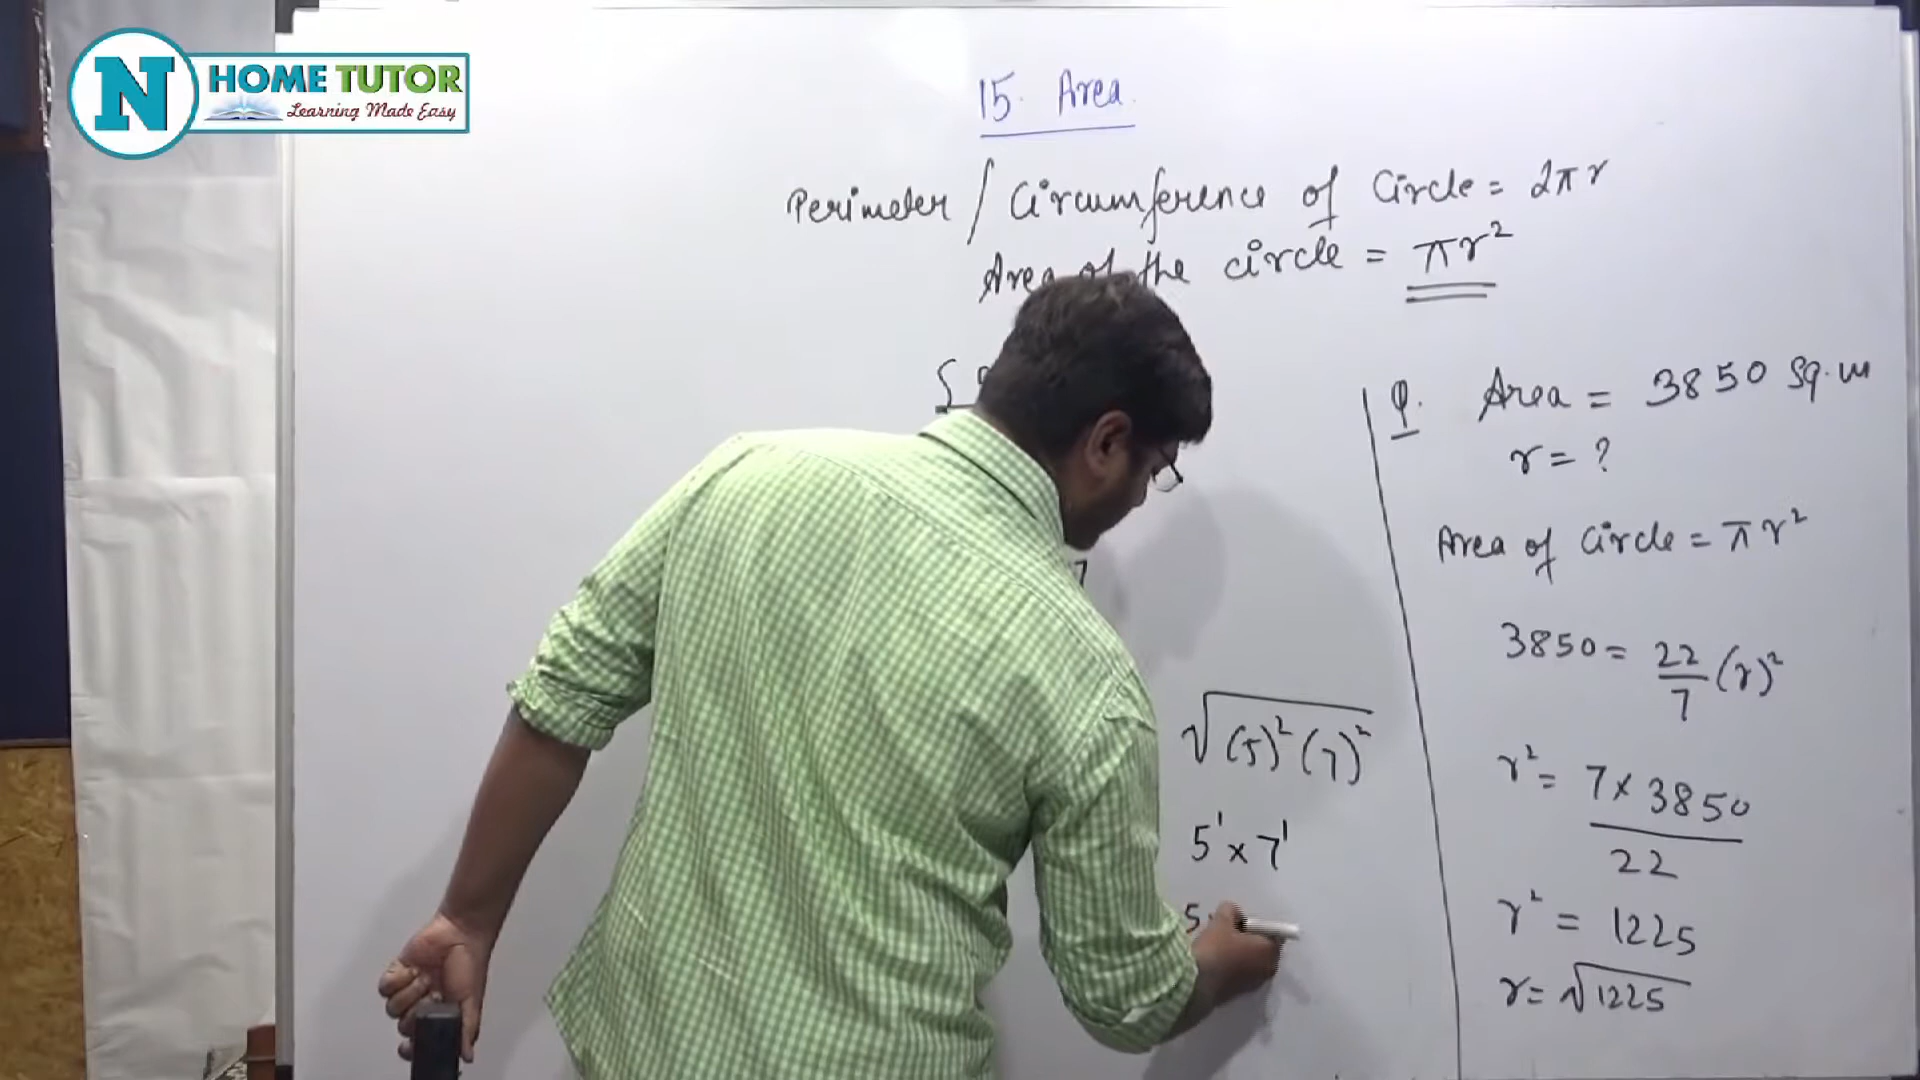 N HOME TUTOR
Learning Made Easy
15. Area.
Perimeter / Circumference of Circle = 2πr
Area of the circle = πr²
Q. Area = 3850 Sq.m
r = ?
Area of Circle = πr²
3850 = 22/7 (r)²
r² = 7 x 3850 / 22
r² = 1225
r = √1225
7
√(5)² (7)²
5¹ x 7¹
5